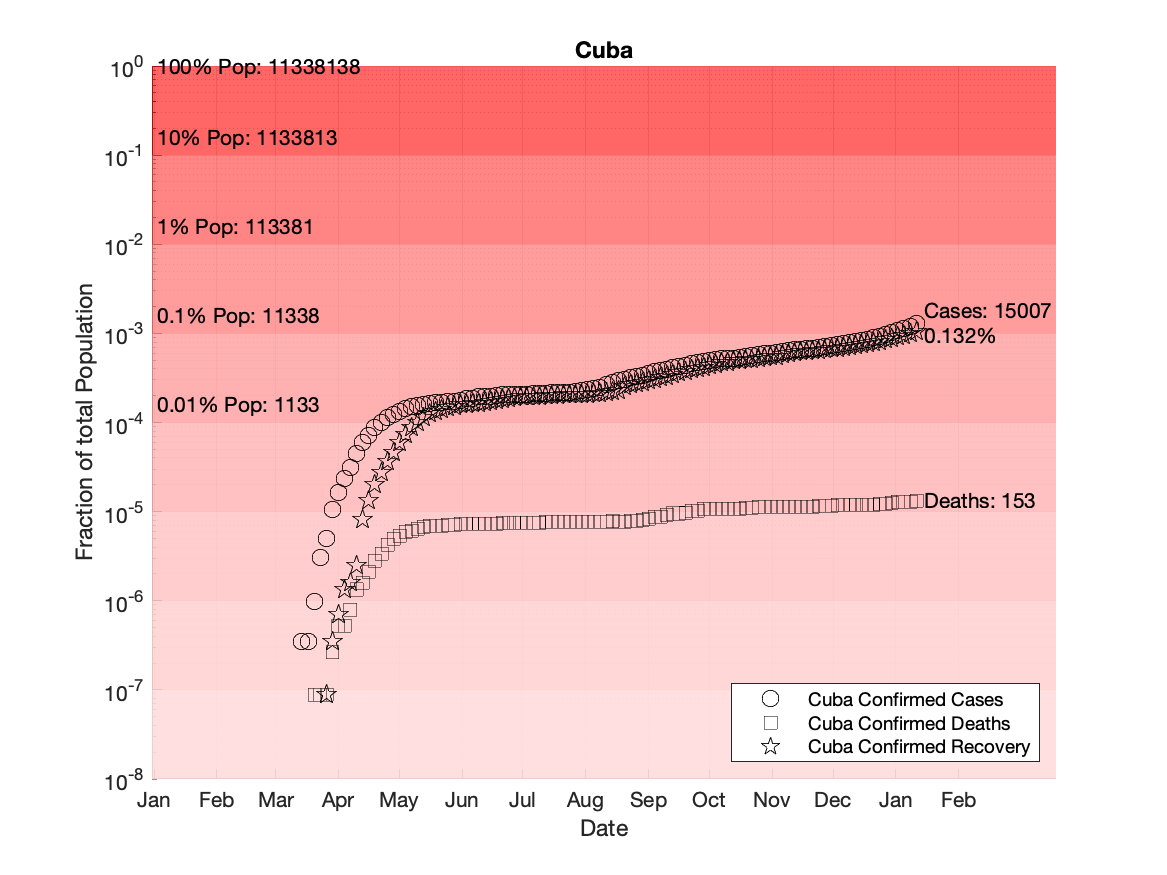 Cuba
10^0
10^-1
10^-2
10^-3
10^-4
10^-5
10^-6
10^-7
10^-8
Fraction of total Population
100% Pop: 11338138
10% Pop: 1133813
1% Pop: 113381
0.1% Pop: 11338
0.01% Pop: 1133
Cases: 15007
0.132%
Deaths: 153
Cuba Confirmed Cases
Cuba Confirmed Deaths
Cuba Confirmed Recovery
Jan Feb Mar Apr May Jun Jul Aug Sep Oct Nov Dec Jan Feb
Date